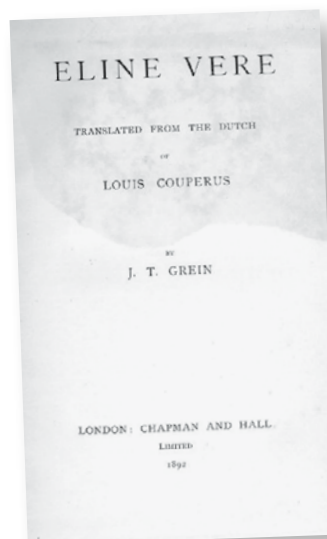 ELINE VERE
TRANSLATED FROM THE DUTCH
OF
LOUIS COUPERUS
BY
J. T. GREIN
LONDON: CHAPMAN AND HALL
LIMITED
1892